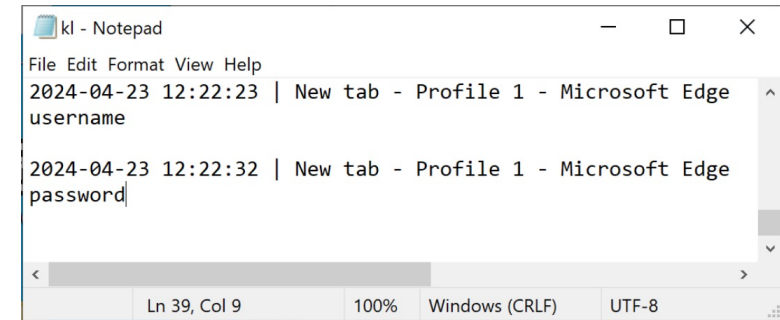 kl - Notepad
File Edit Format View Help
2024-04-23 12:22:23 | New tab - Profile 1 - Microsoft Edge
username

2024-04-23 12:22:32 | New tab - Profile 1 - Microsoft Edge
password
Ln 39, Col 9 100% Windows (CRLF) UTF-8